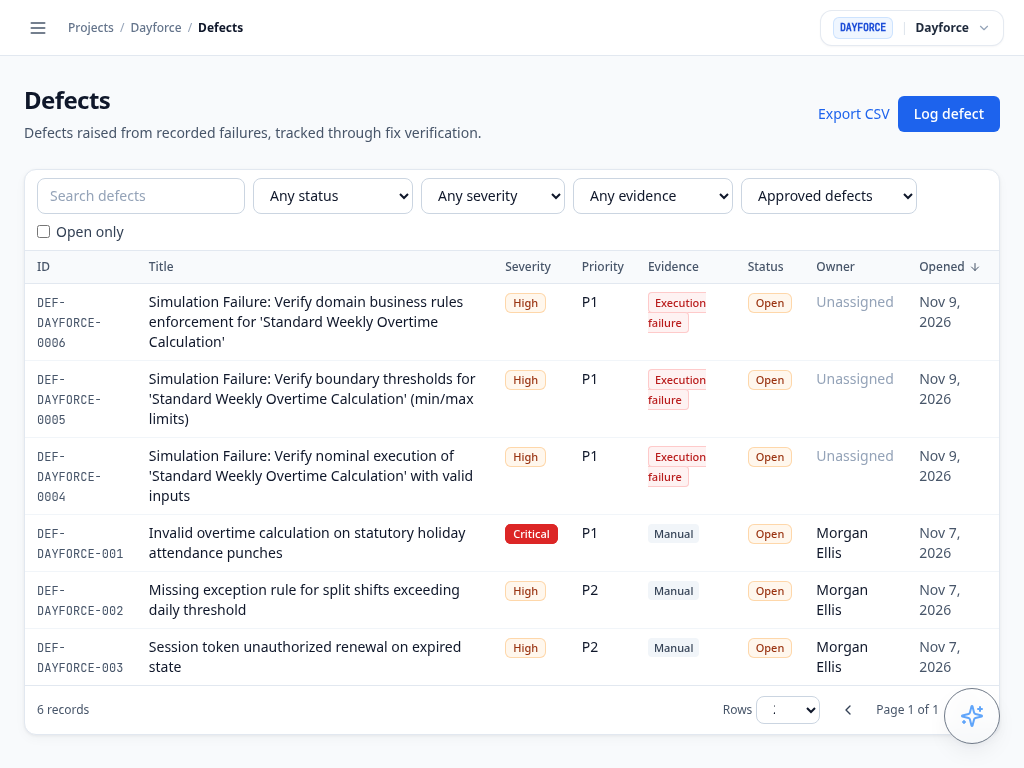 Projects / Dayforce / Defects
DAYFORCE Dayforce
Defects
Defects raised from recorded failures, tracked through fix verification.
Export CSV
Log defect
Search defects
Any status
Any severity
Any evidence
Approved defects
Open only
ID Title Severity Priority Evidence Status Owner Opened ↓
DEF-
DAYFORCE-
0006
Simulation Failure: Verify domain business rules
enforcement for 'Standard Weekly Overtime
Calculation'
High
P1
Execution
failure
Open
Unassigned
Nov 9,
2026
DEF-
DAYFORCE-
0005
Simulation Failure: Verify boundary thresholds for
'Standard Weekly Overtime Calculation' (min/max
limits)
High
P1
Execution
failure
Open
Unassigned
Nov 9,
2026
DEF-
DAYFORCE-
0004
Simulation Failure: Verify nominal execution of
'Standard Weekly Overtime Calculation' with valid
inputs
High
P1
Execution
failure
Open
Unassigned
Nov 9,
2026
DEF-
DAYFORCE-001
Invalid overtime calculation on statutory holiday
attendance punches
Critical
P1
Manual
Open
Morgan
Ellis
Nov 7,
2026
DEF-
DAYFORCE-002
Missing exception rule for split shifts exceeding
daily threshold
High
P2
Manual
Open
Morgan
Ellis
Nov 7,
2026
DEF-
DAYFORCE-003
Session token unauthorized renewal on expired
state
High
P2
Manual
Open
Morgan
Ellis
Nov 7,
2026
6 records
Rows
Page 1 of 1